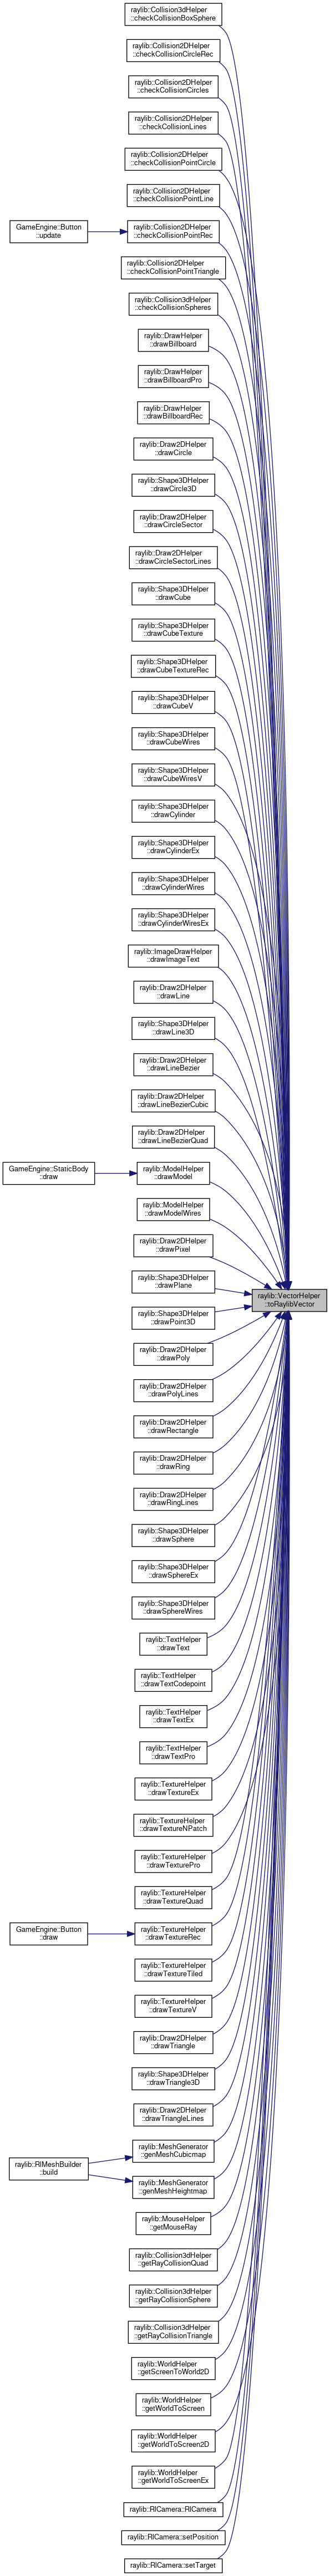 raylib::Collision3dHelper
::checkCollisionBoxSphere
raylib::Collision2DHelper
::checkCollisionCircleRec
raylib::Collision2DHelper
::checkCollisionCircles
raylib::Collision2DHelper
::checkCollisionLines
raylib::Collision2DHelper
::checkCollisionPointCircle
raylib::Collision2DHelper
::checkCollisionPointLine
GameEngine::Button
::update
raylib::Collision2DHelper
::checkCollisionPointRec
raylib::Collision2DHelper
::checkCollisionPointTriangle
raylib::Collision3dHelper
::checkCollisionSpheres
raylib::DrawHelper
::drawBillboard
raylib::DrawHelper
::drawBillboardPro
raylib::DrawHelper
::drawBillboardRec
raylib::Draw2DHelper
::drawCircle
raylib::Shape3DHelper
::drawCircle3D
raylib::Draw2DHelper
::drawCircleSector
raylib::Draw2DHelper
::drawCircleSectorLines
raylib::Shape3DHelper
::drawCube
raylib::Shape3DHelper
::drawCubeTexture
raylib::Shape3DHelper
::drawCubeTextureRec
raylib::Shape3DHelper
::drawCubeV
raylib::Shape3DHelper
::drawCubeWires
raylib::Shape3DHelper
::drawCubeWiresV
raylib::Shape3DHelper
::drawCylinder
raylib::Shape3DHelper
::drawCylinderEx
raylib::Shape3DHelper
::drawCylinderWires
raylib::Shape3DHelper
::drawCylinderWiresEx
raylib::ImageDrawHelper
::drawImageText
raylib::Draw2DHelper
::drawLine
raylib::Shape3DHelper
::drawLine3D
raylib::Draw2DHelper
::drawLineBezier
raylib::Draw2DHelper
::drawLineBezierCubic
raylib::Draw2DHelper
::drawLineBezierQuad
GameEngine::StaticBody
::draw
raylib::ModelHelper
::drawModel
raylib::ModelHelper
::drawModelWires
raylib::Draw2DHelper
::drawPixel
raylib::Shape3DHelper
::drawPlane
raylib::VectorHelper
::toRaylibVector
raylib::Shape3DHelper
::drawPoint3D
raylib::Draw2DHelper
::drawPoly
raylib::Draw2DHelper
::drawPolyLines
raylib::Draw2DHelper
::drawRectangle
raylib::Draw2DHelper
::drawRing
raylib::Draw2DHelper
::drawRingLines
raylib::Shape3DHelper
::drawSphere
raylib::Shape3DHelper
::drawSphereEx
raylib::Shape3DHelper
::drawSphereWires
raylib::TextHelper
::drawText
raylib::TextHelper
::drawTextCodepoint
raylib::TextHelper
::drawTextEx
raylib::TextHelper
::drawTextPro
raylib::TextureHelper
::drawTextureEx
raylib::TextureHelper
::drawTextureNPatch
raylib::TextureHelper
::drawTexturePro
raylib::TextureHelper
::drawTextureQuad
GameEngine::Button
::draw
raylib::TextureHelper
::drawTextureRec
raylib::TextureHelper
::drawTextureTiled
raylib::TextureHelper
::drawTextureV
raylib::Draw2DHelper
::drawTriangle
raylib::Shape3DHelper
::drawTriangle3D
raylib::Draw2DHelper
::drawTriangleLines
raylib::RlMeshBuilder
::build
raylib::MeshGenerator
::genMeshCubicmap
raylib::MeshGenerator
::genMeshHeightmap
raylib::MouseHelper
::getMouseRay
raylib::Collision3dHelper
::getRayCollisionQuad
raylib::Collision3dHelper
::getRayCollisionSphere
raylib::Collision3dHelper
::getRayCollisionTriangle
raylib::WorldHelper
::getScreenToWorld2D
raylib::WorldHelper
::getWorldToScreen
raylib::WorldHelper
::getWorldToScreen2D
raylib::WorldHelper
::getWorldToScreenEx
raylib::RlCamera::RlCamera
raylib::RlCamera::setPosition
raylib::RlCamera::setTarget